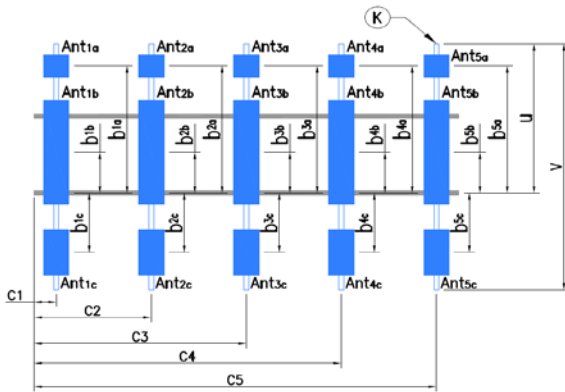 K
Ant1a Ant2a Ant3a Ant4a Ant5a
Ant1b Ant2b Ant3b Ant4b Ant5b
b1b b1a b2b b2a b3b b3a b4b b4a b5b b5a u v
b1c b2c b3c b4c b5c
Ant1c Ant2c Ant3c Ant4c Ant5c
C1
C2
C3
C4
C5